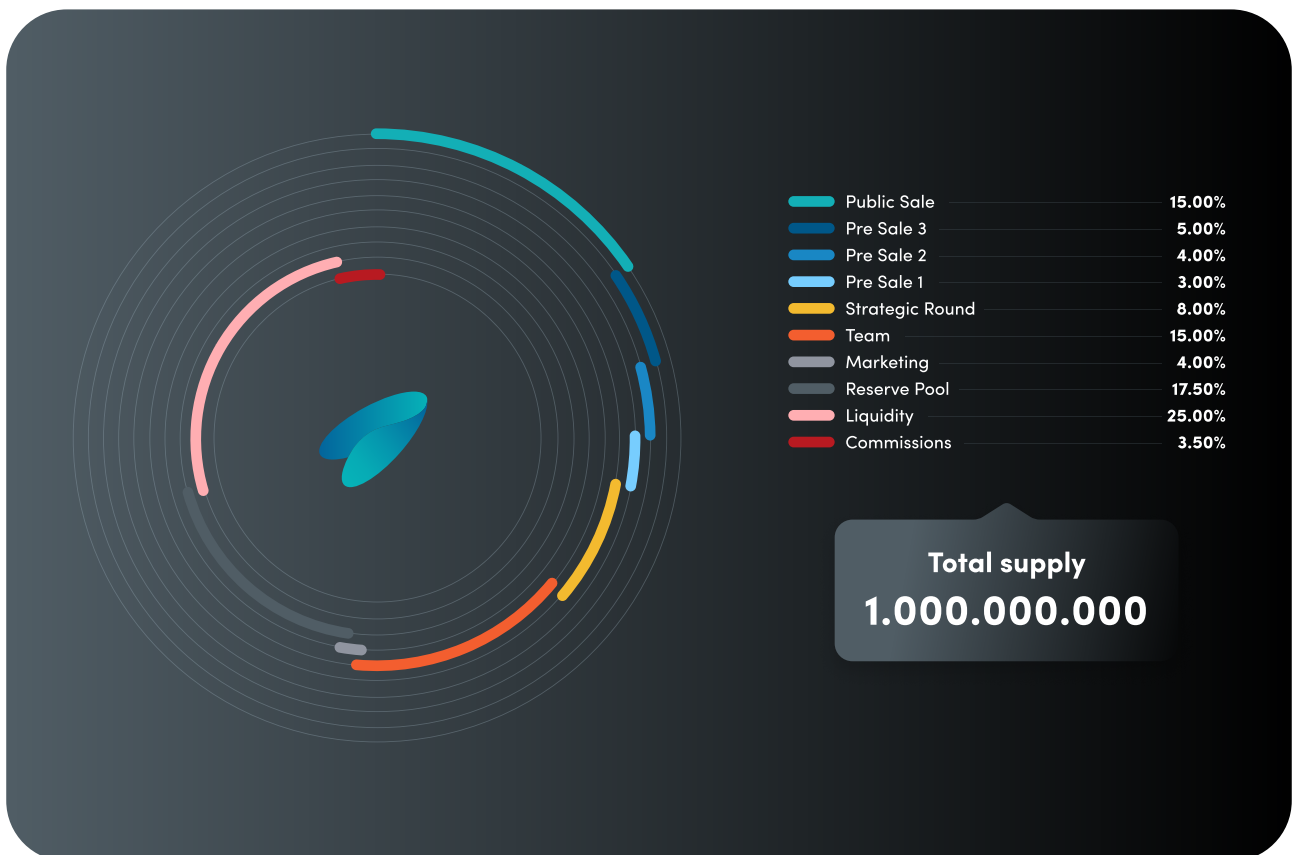 Public Sale 15.00%
Pre Sale 3 5.00%
Pre Sale 2 4.00%
Pre Sale 1 3.00%
Strategic Round 8.00%
Team 15.00%
Marketing 4.00%
Reserve Pool 17.50%
Liquidity 25.00%
Commissions 3.50%
Total supply
1.000.000.000